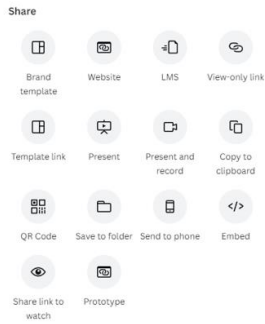 Share
Brand
template
Website
LMS
View-only link
Template link
Present
Present and
record
Copy to
clipboard
QR Code
Save to folder
Send to phone
Embed
Share link to
watch
Prototype